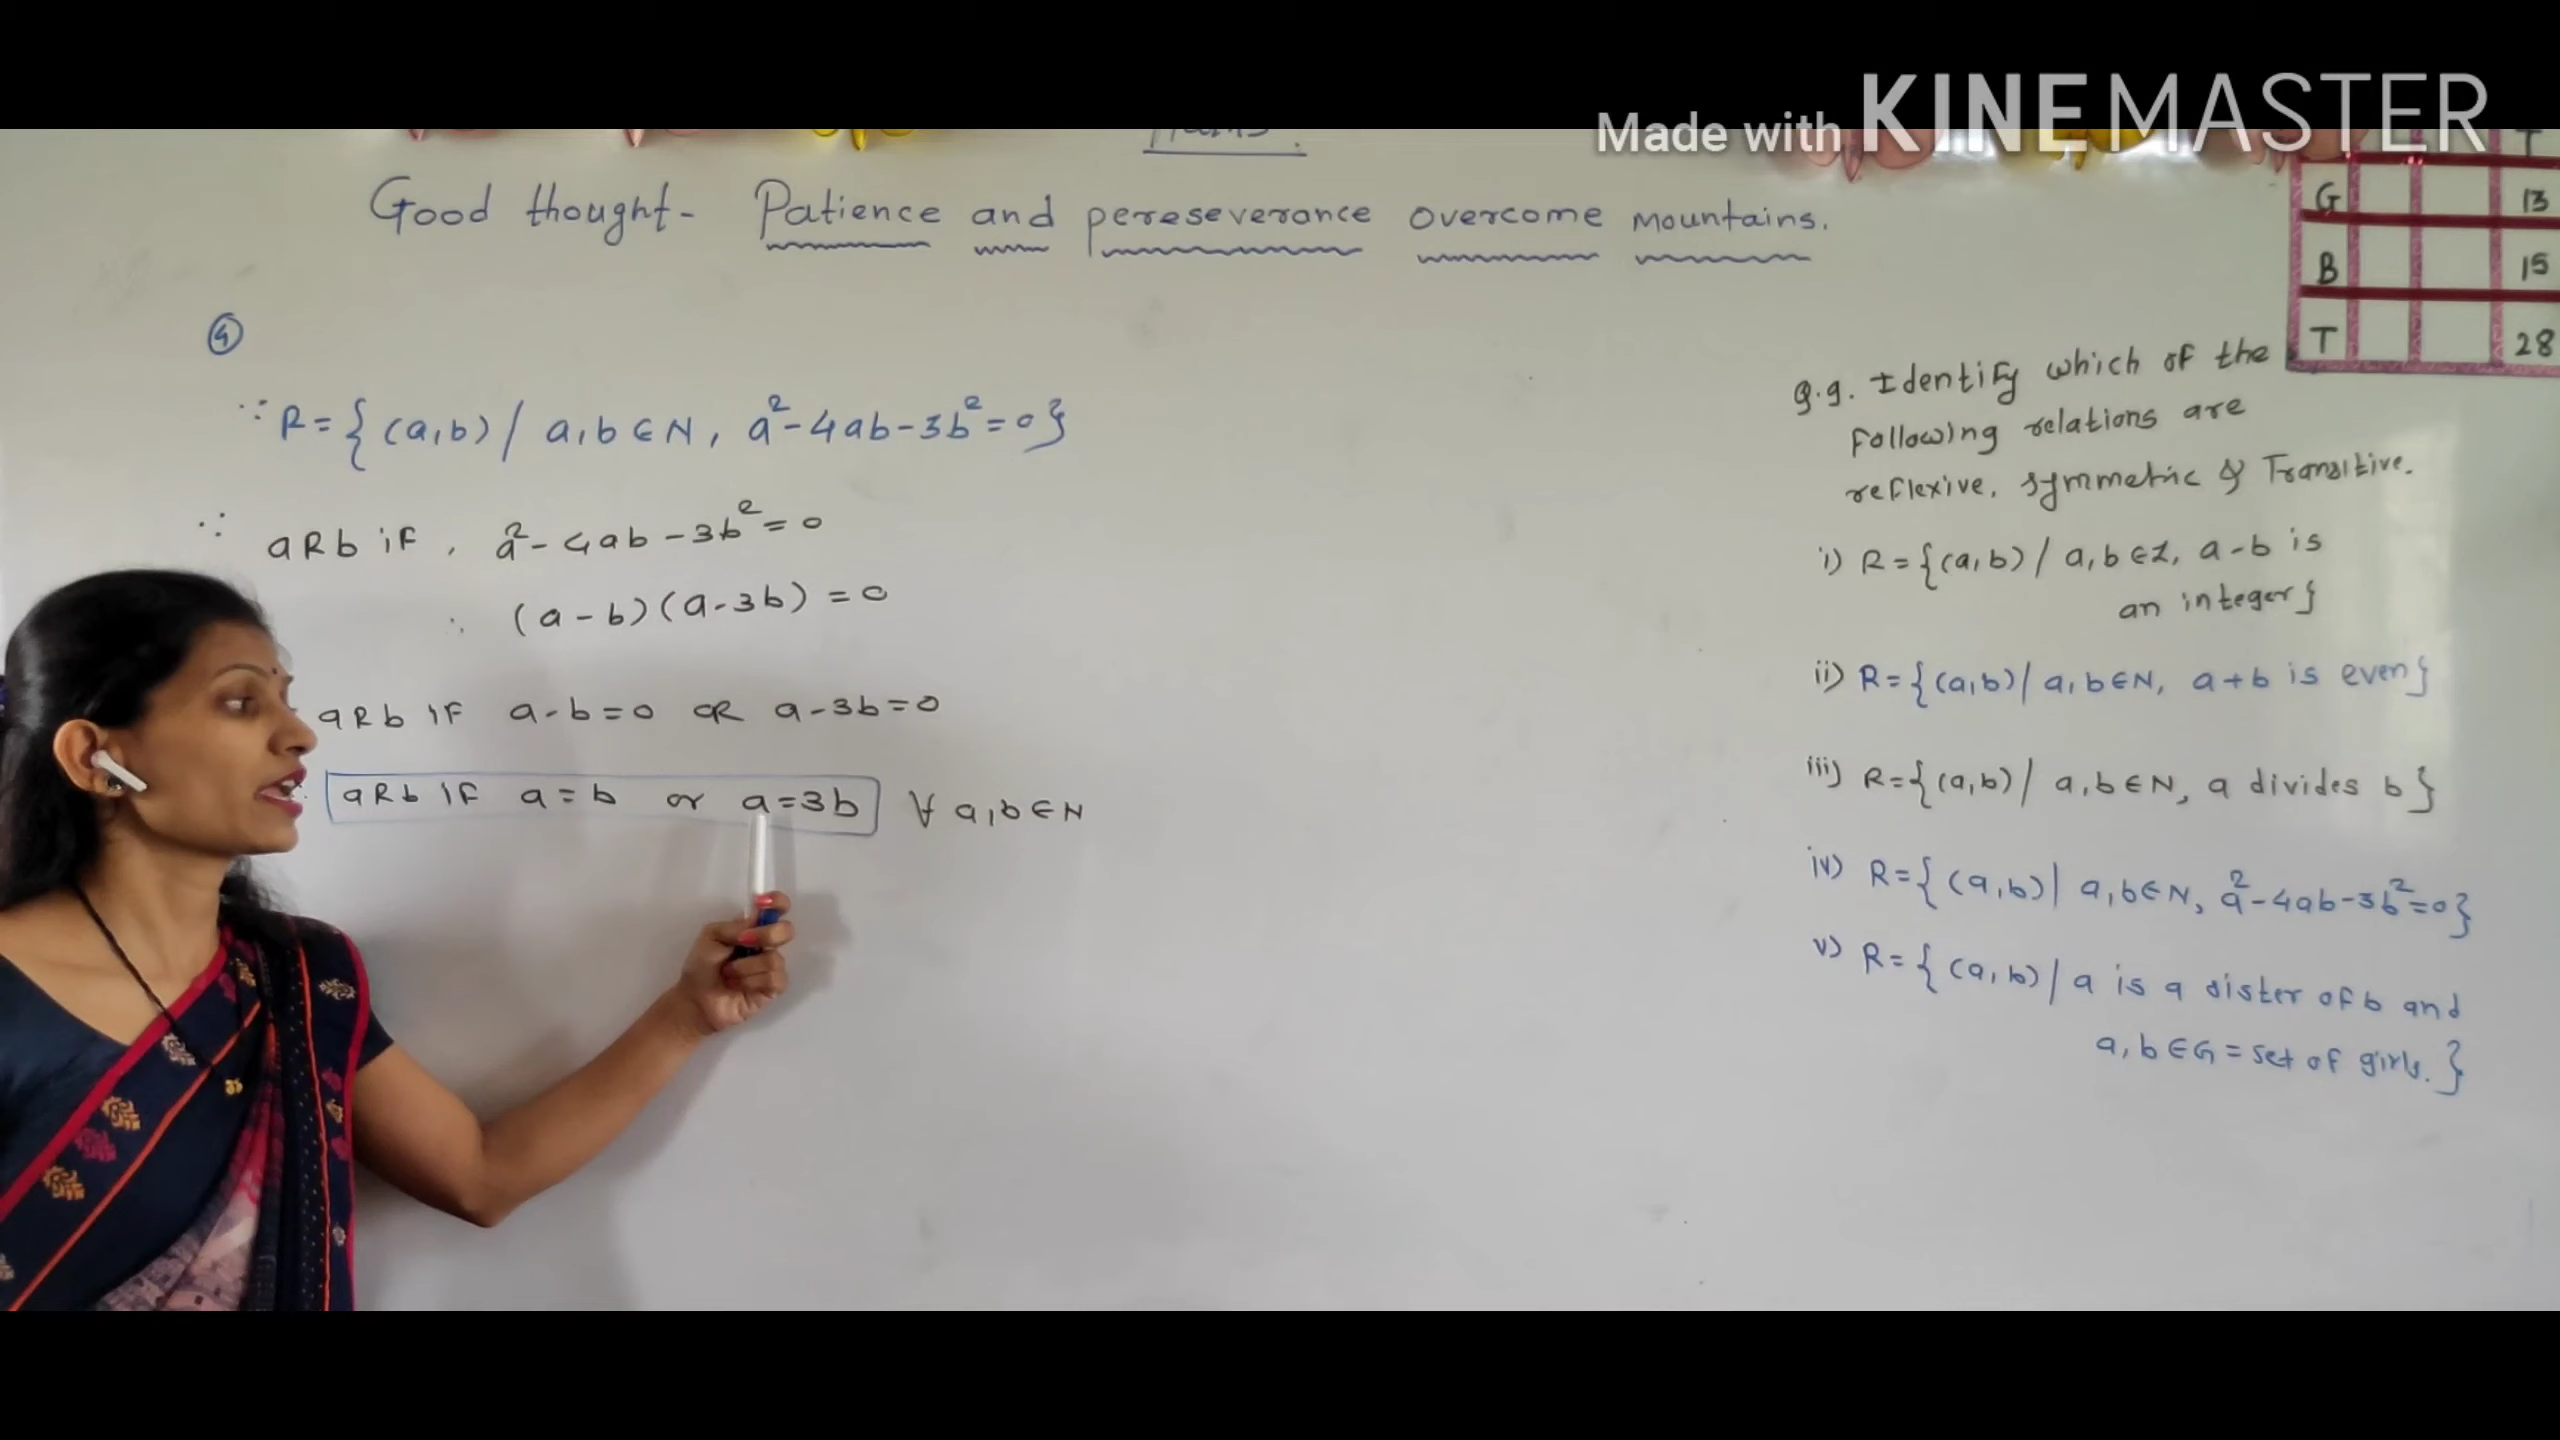 Made with KINEMASTER
Good thought- Patience and pereseverance overcome mountains.
T
G 13
B 15
T 28
④
∵ R = {(a,b) / a,b ∈ N, a²-4ab-3b²=0}
∵ aRb if, a²-4ab-3b²=0
∴ (a-b)(a-3b)=0
aRb if a-b=0 OR a-3b=0
aRb if a=b or a=3b ∀ a,b ∈ N
Q.9. Identify which of the
following relations are
reflexive, symmetric & Transitive.
i) R={(a,b) / a,b ∈ Z, a-b is
an integer}
ii) R={(a,b) / a,b ∈ N, a+b is even}
iii) R={(a,b) / a,b ∈ N, a divides b}
iv) R={(a,b) | a,b ∈ N, a²-4ab-3b²=0}
v) R={(a,b) / a is a sister of b and
a,b ∈ G = set of girls.}